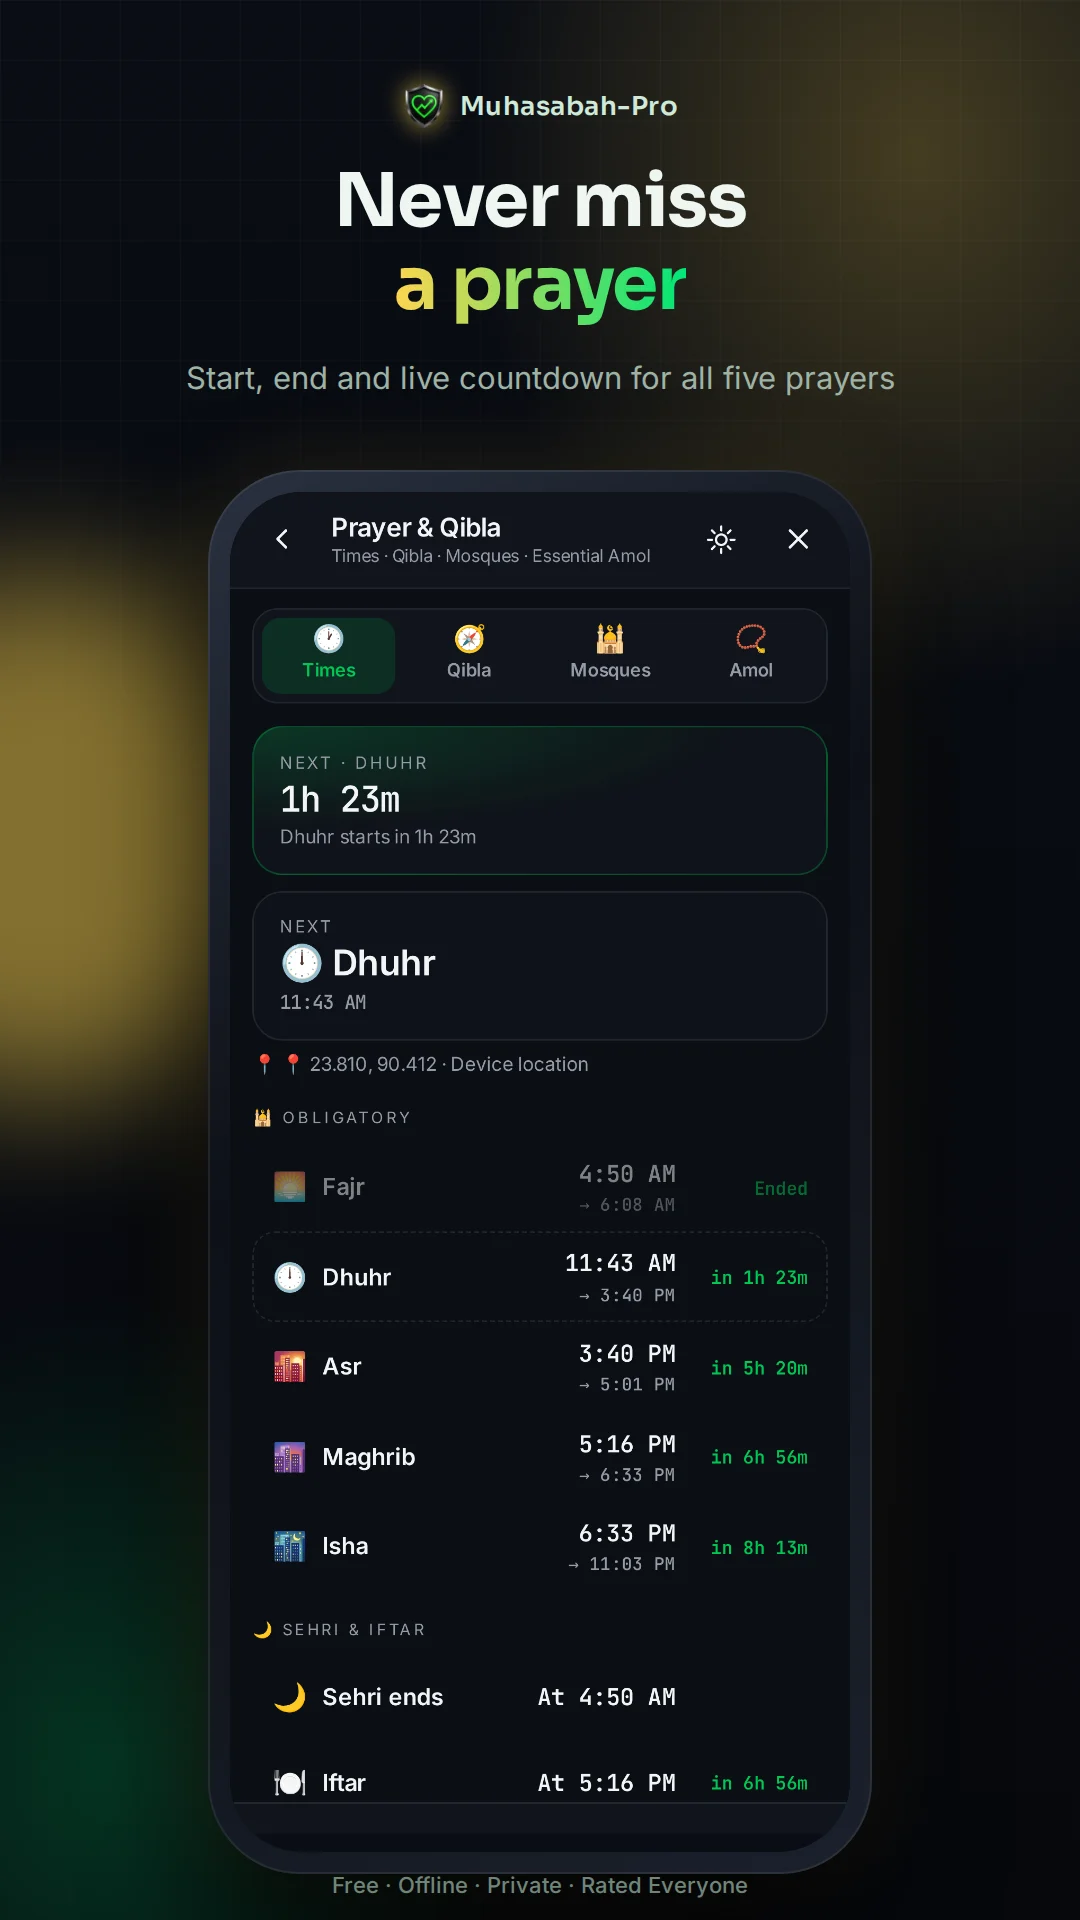 Muhasabah-Pro
Never miss
a prayer
Start, end and live countdown for all five prayers
Prayer & Qibla
Times · Qibla · Mosques · Essential Amol
Times
Qibla
Mosques
Amol
NEXT · DHUHR
1h 23m
Dhuhr starts in 1h 23m
NEXT
Dhuhr
11:43 AM
23.810, 90.412 · Device location
OBLIGATORY
Fajr
4:50 AM
→ 6:08 AM
Ended
Dhuhr
11:43 AM
→ 3:40 PM
in 1h 23m
Asr
3:40 PM
→ 5:01 PM
in 5h 20m
Maghrib
5:16 PM
→ 6:33 PM
in 6h 56m
Isha
6:33 PM
→ 11:03 PM
in 8h 13m
SEHRI & IFTAR
Sehri ends
At 4:50 AM
Iftar
At 5:16 PM
in 6h 56m
Free · Offline · Private · Rated Everyone